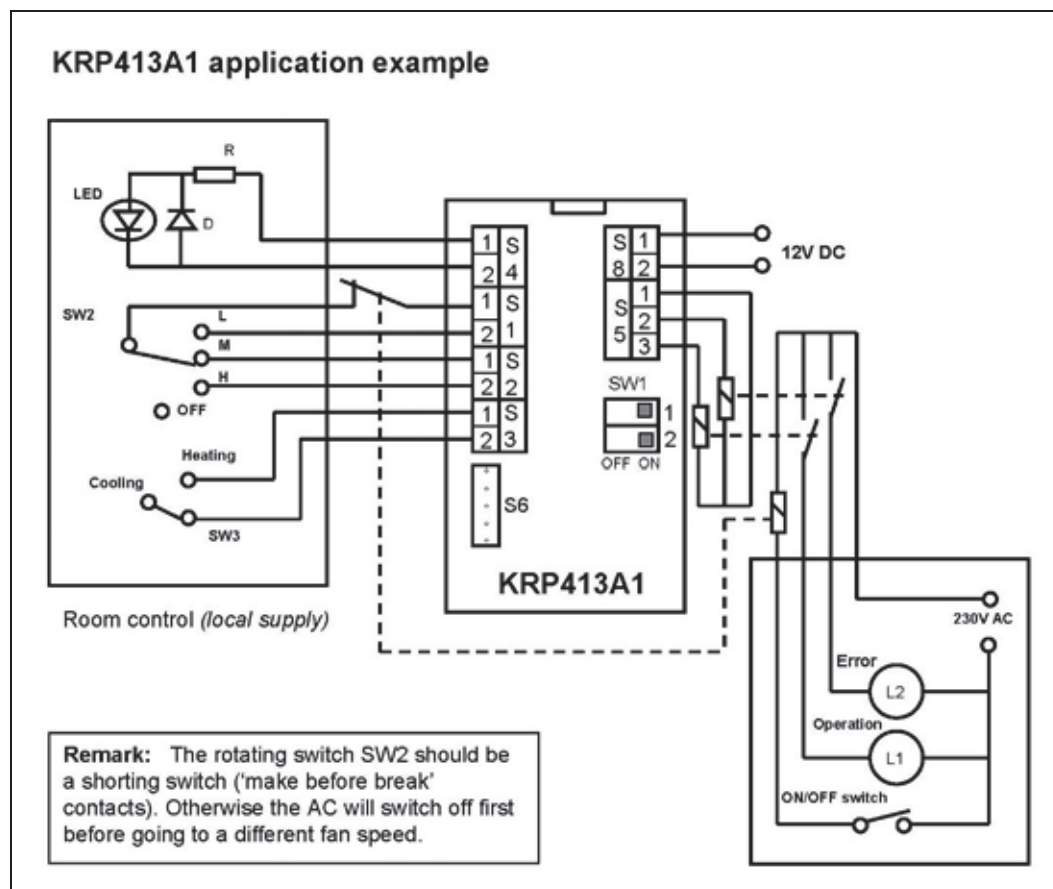 KRP413A1 application example
R
LED
D
SW2
L
M
H
OFF
Heating
Cooling
SW3
Room control (local supply)
1 S
2 4
1 S
2 1
1 S
2 2
1 S
2 3
S6
S 1
8 2
1
S 2
5 3
SW1
1
2
OFF ON
KRP413A1
12V DC
230V AC
Error
L2
Operation
L1
ON/OFF switch
Remark: The rotating switch SW2 should be
a shorting switch ('make before break'
contacts). Otherwise the AC will switch off first
before going to a different fan speed.